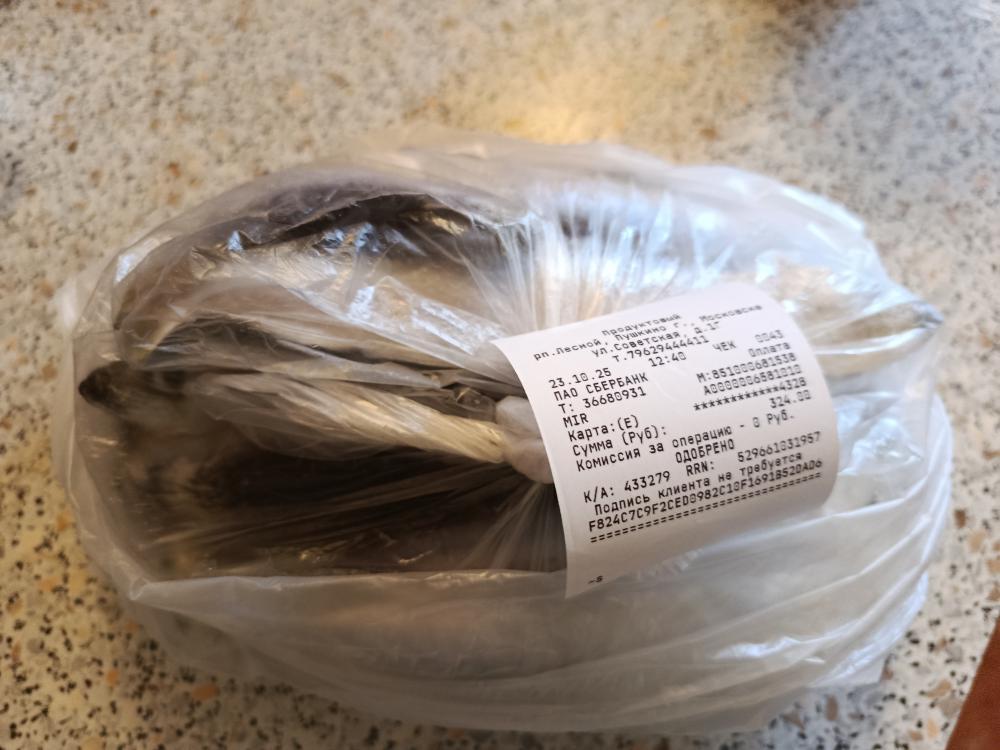 Продуктовый
рп.Лесной, Пушкино г., Московска
ул.Советская, д.1Г
т.79629444411
23.10.25 12:40 ЧЕК 0043
ПАО СБЕРБАНК Оплата
Т: 36680931 М:851000681538
MIR A0000006581010
Карта:(E) ************4328
Сумма (Руб): 324.00
Комиссия за операцию - 0 Руб.
ОДОБРЕНО
К/А: 433279 RRN: 529661031957
Подпись клиента не требуется
F824C7C9F2CED0982C10F1691B520AD6
================================
–s